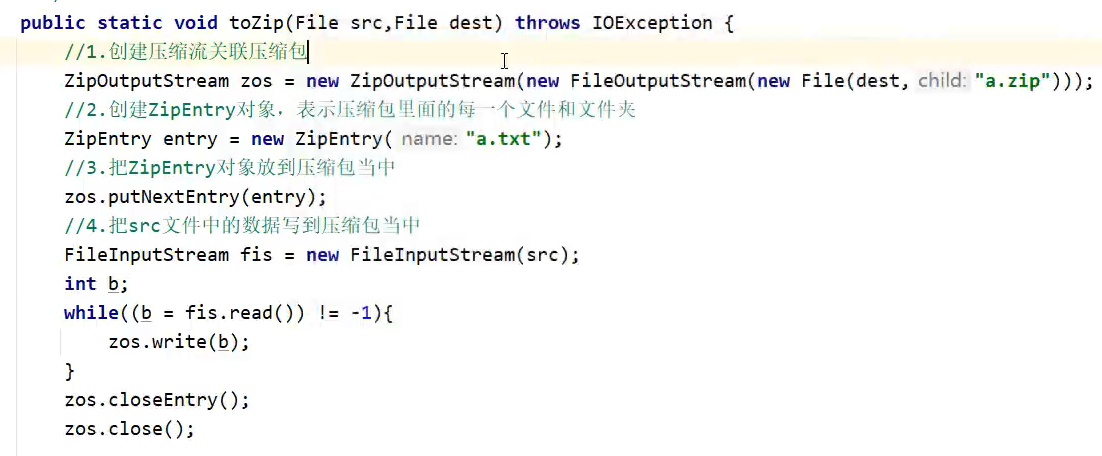 public static void toZip(File src,File dest) throws IOException {
//1.创建压缩流关联压缩包
ZipOutputStream zos = new ZipOutputStream(new FileOutputStream(new File(dest, child: "a.zip")));
//2.创建ZipEntry对象，表示压缩包里面的每一个文件和文件夹
ZipEntry entry = new ZipEntry( name: "a.txt");
//3.把ZipEntry对象放到压缩包当中
zos.putNextEntry(entry);
//4.把src文件中的数据写到压缩包当中
FileInputStream fis = new FileInputStream(src);
int b;
while((b = fis.read()) != -1){
zos.write(b);
}
zos.closeEntry();
zos.close();